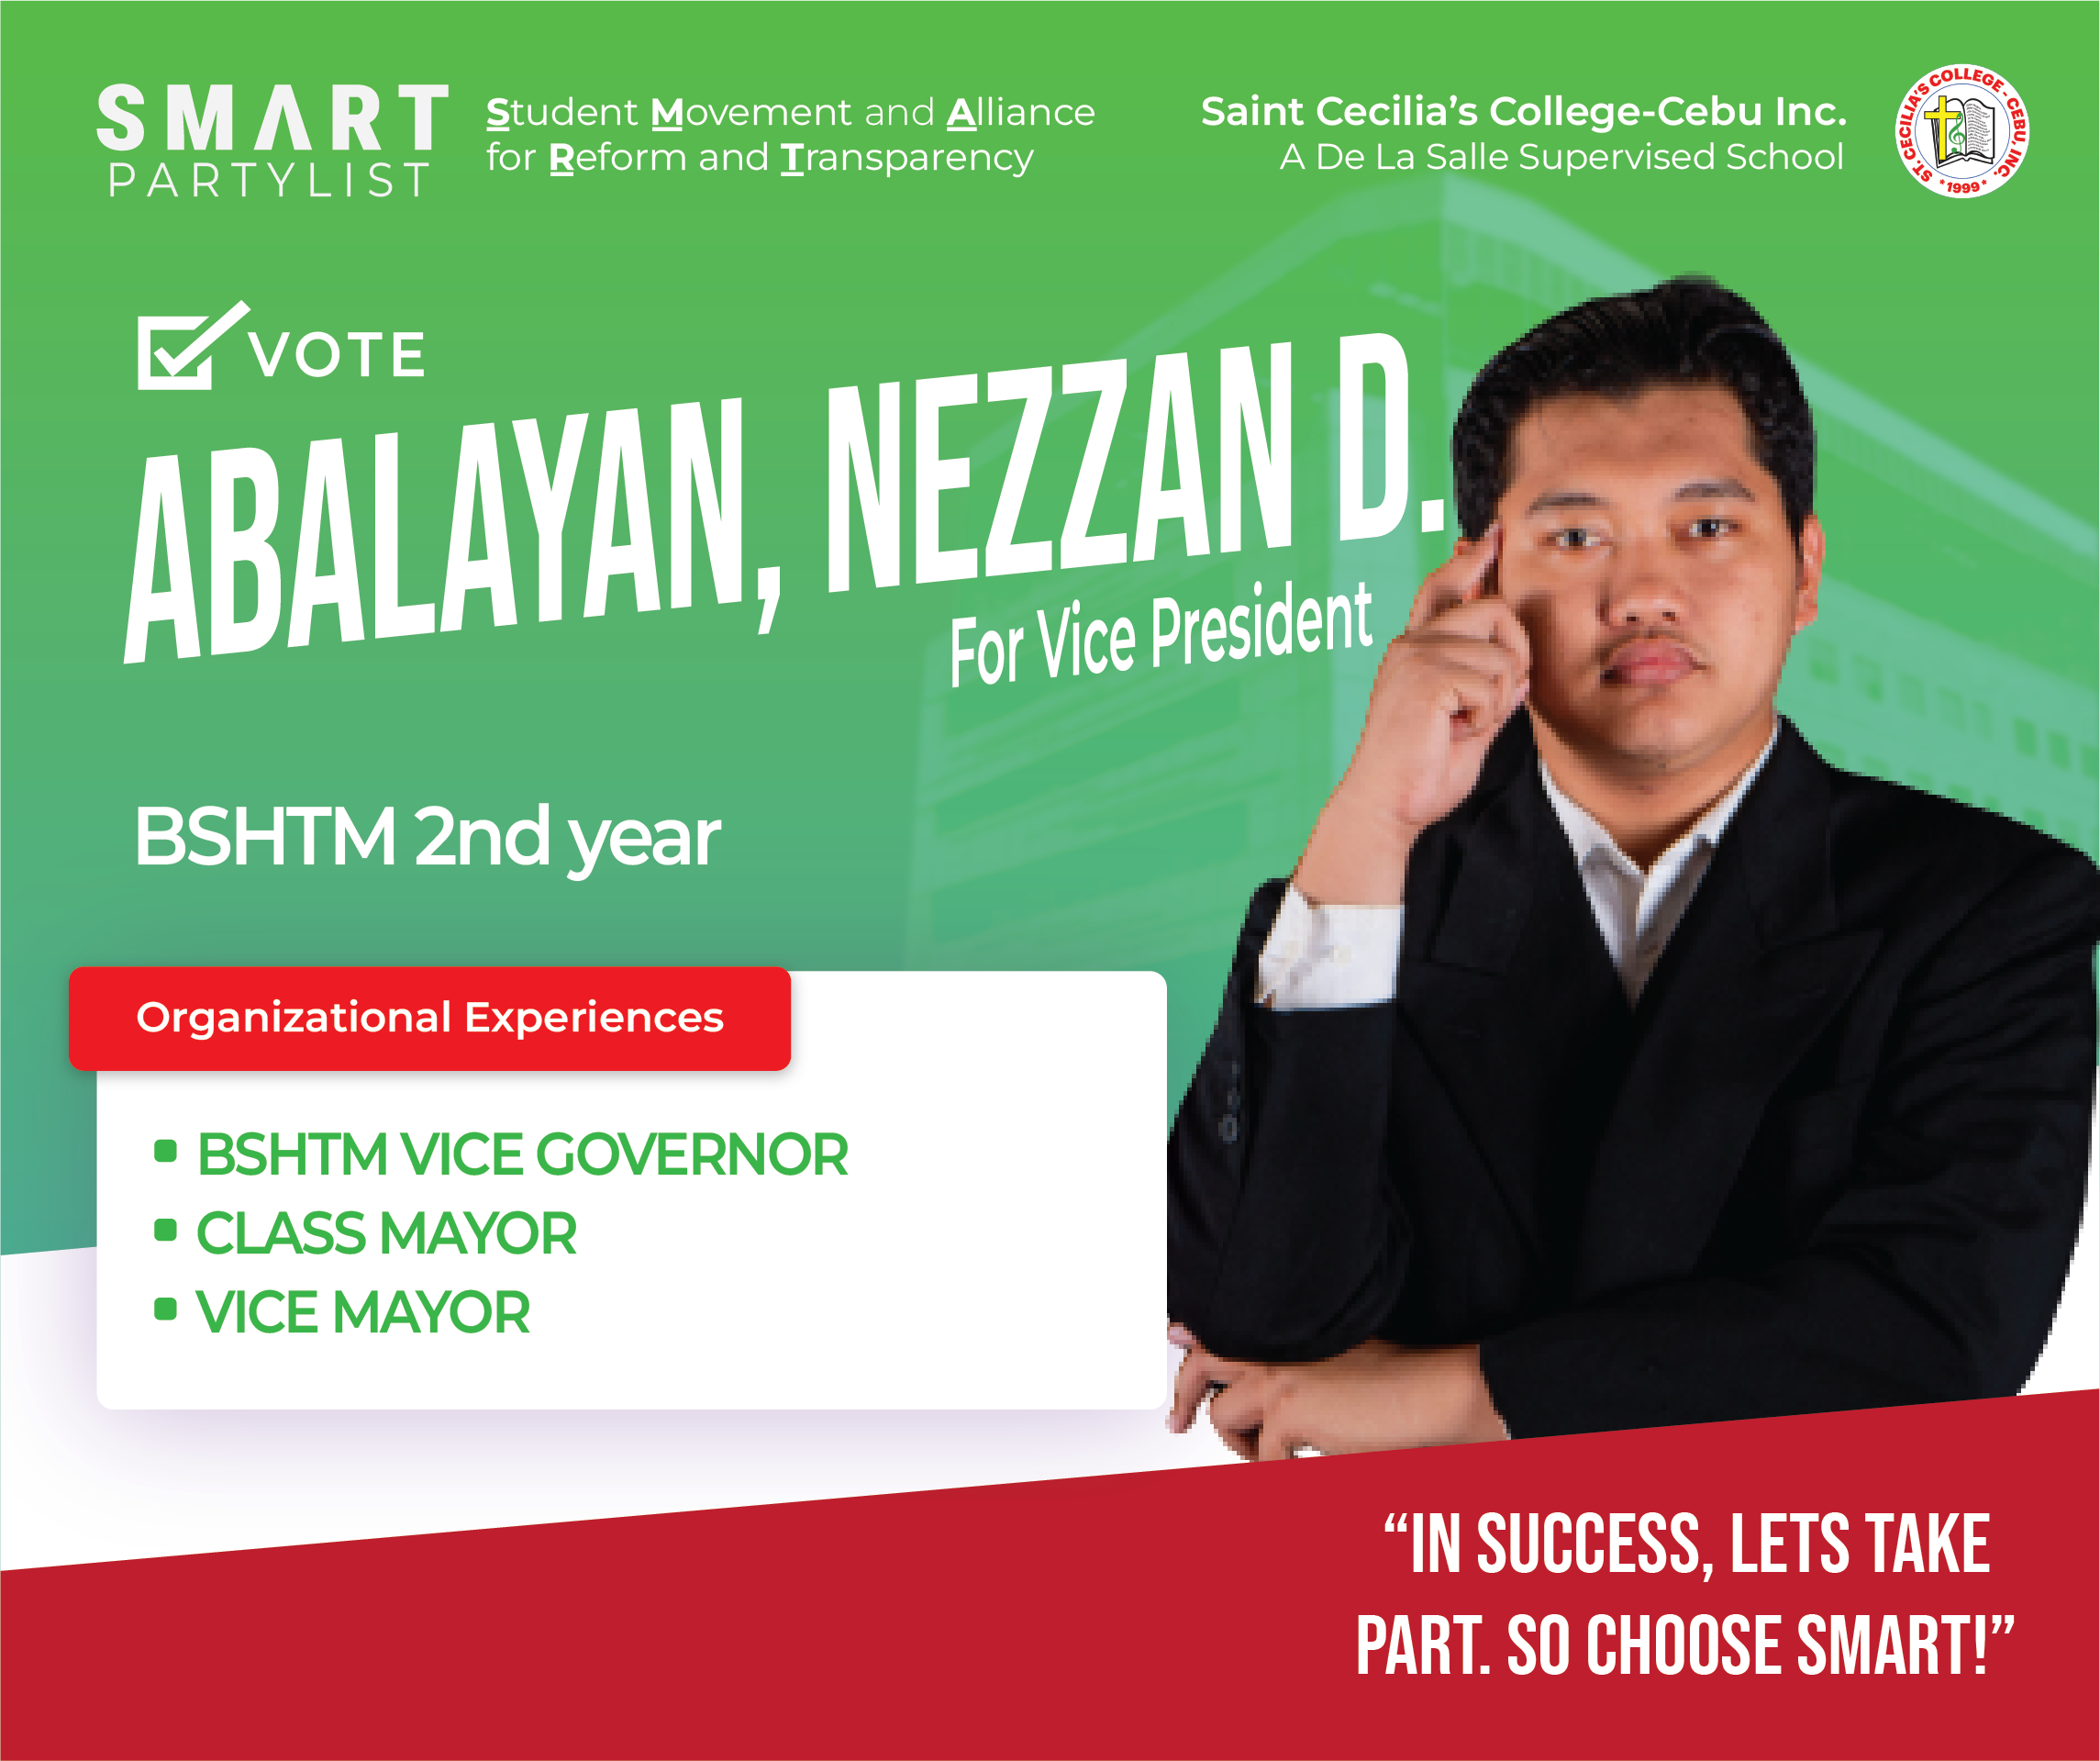 SMART
PARTYLIST
Student Movement and Alliance
for Reform and Transparency
Saint Cecilia's College-Cebu Inc.
A De La Salle Supervised School
ST. CECILIA'S COLLEGE - CEBU, INC.
* 1999 *
VOTE
ABALAYAN, NEZZAN D.
For Vice President
BSHTM 2nd year
Organizational Experiences
BSHTM VICE GOVERNOR
CLASS MAYOR
VICE MAYOR
“IN SUCCESS, LETS TAKE
PART. SO CHOOSE SMART!”